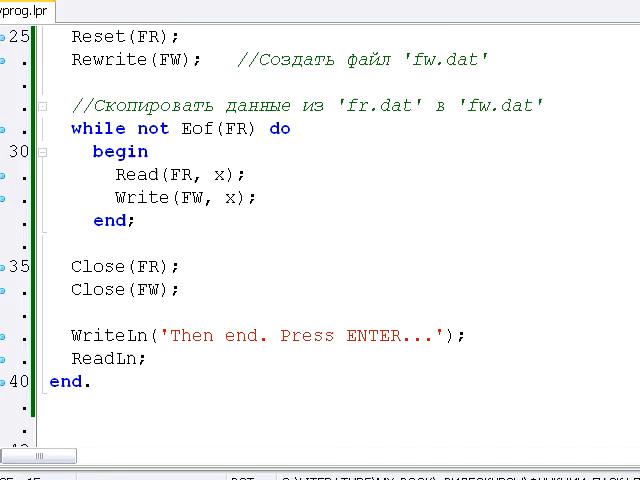 yprog.lpr
25 Reset(FR);
Rewrite(FW); //Создать файл 'fw.dat'
//Скопировать данные из 'fr.dat' в 'fw.dat'
while not Eof(FR) do
30 begin
Read(FR, x);
Write(FW, x);
end;
35 Close(FR);
Close(FW);
WriteLn('Then end. Press ENTER...');
ReadLn;
40 end.